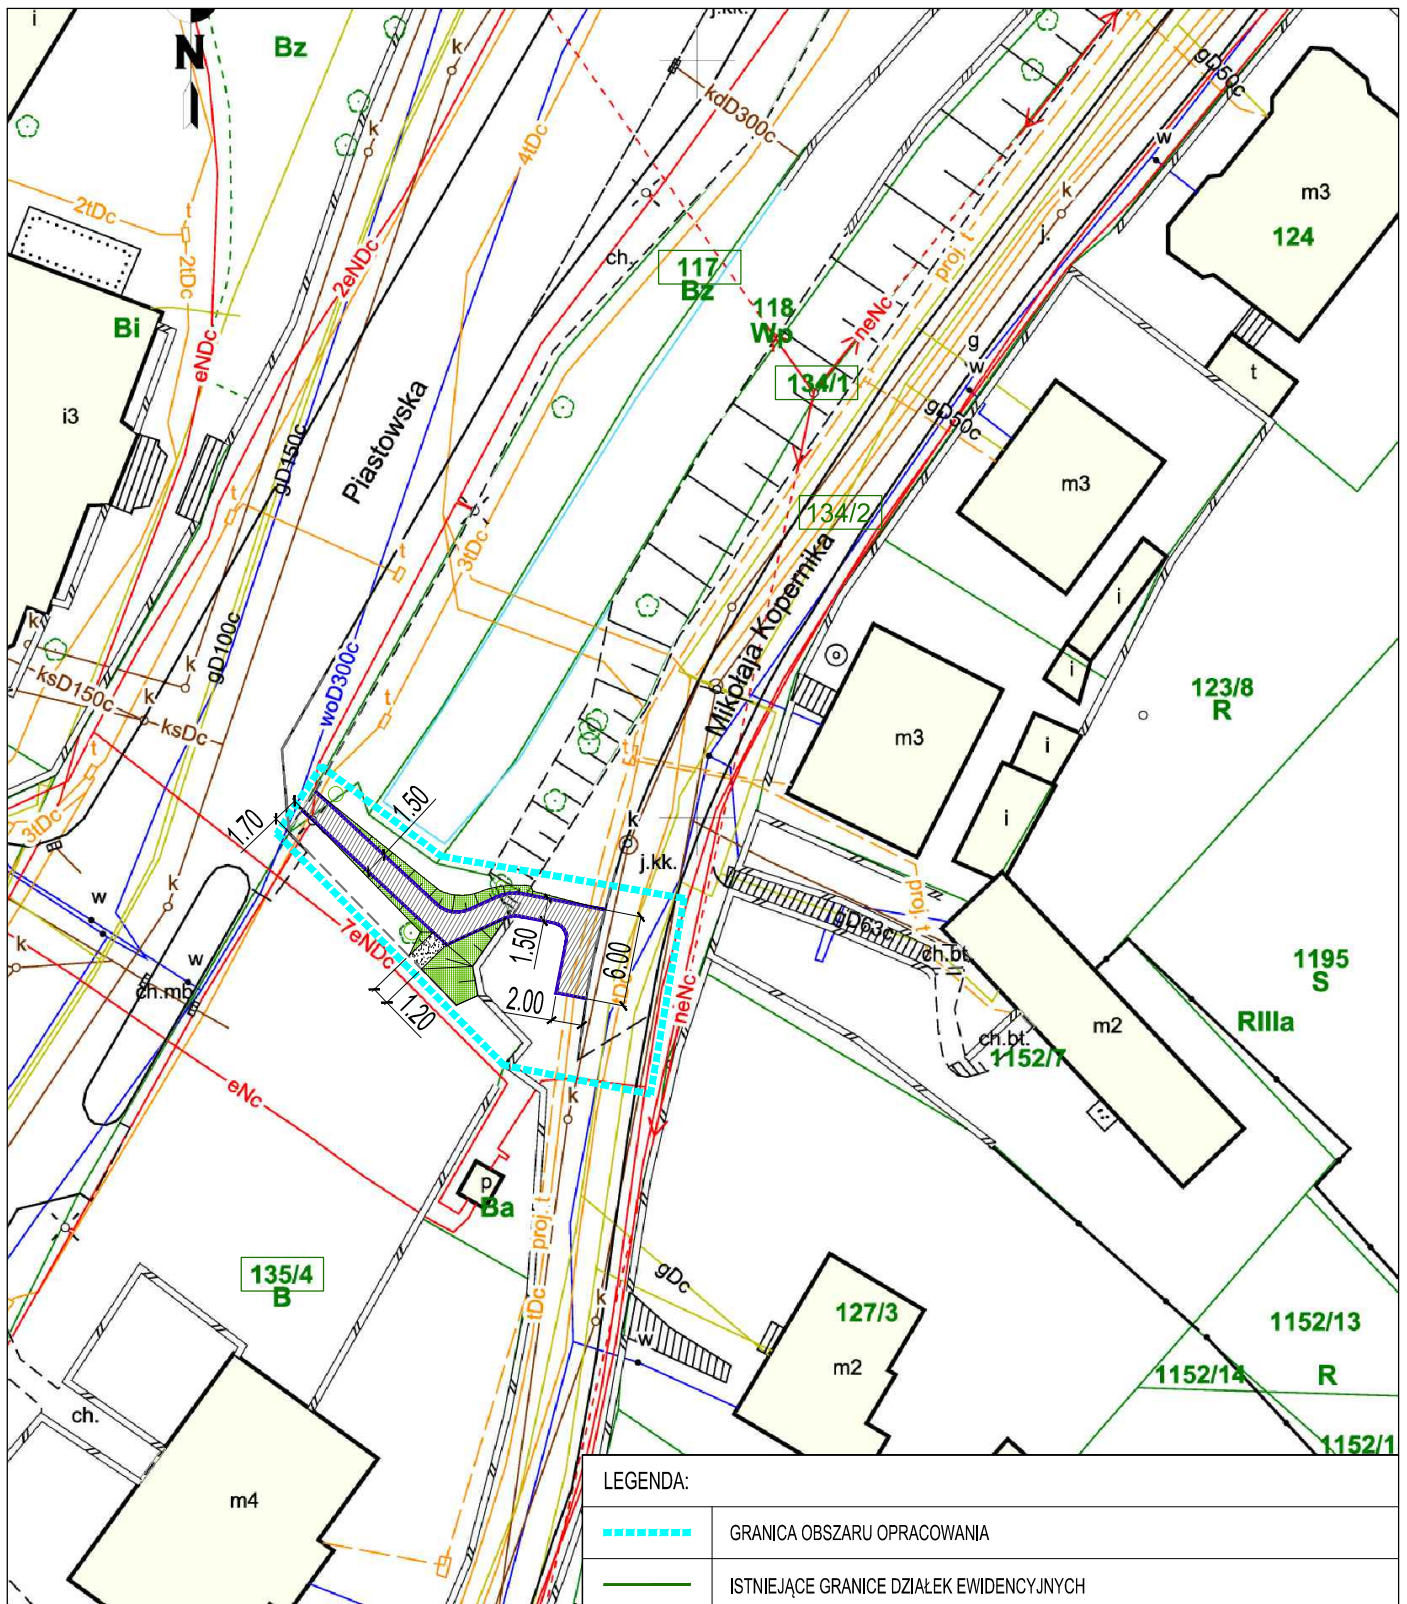 i
N
Bz
k
k
j.kk.
kdD300c
gD50c
w
k
m3
124
j.
4tDc
2tDc
t
2tDc
2eNDc
ch.
117
Bz
118
Wp
neNc
proj. t
134/1
g
w
gD50c
t
Bi
eNDc
i3
gD150c
Piastowska
m3
134/2
t
t
3tDc
Mikołaja Kopernika
i
i
k
k
k
gD100c
ksD150c
ksDc
woD300c
t
t
t
m3
123/8
R
i
i
3tDc
1.70
1.50
k
j.kk.
proj. t
gD63c
ch.bt.
w
w
k
k
ch.mb
7eNDc
1.50
6.00
tDc
2.00
1.20
neNc
1195
S
RIIIa
m2
ch.bt.
1152/7
eNc
k
p
Ba
proj. t
tDc
135/4
B
gDc
k
w
127/3
m2
1152/13
1152/14
R
1152/1
ch.
m4
LEGENDA:
GRANICA OBSZARU OPRACOWANIA
ISTNIEJĄCE GRANICE DZIAŁEK EWIDENCYJNYCH